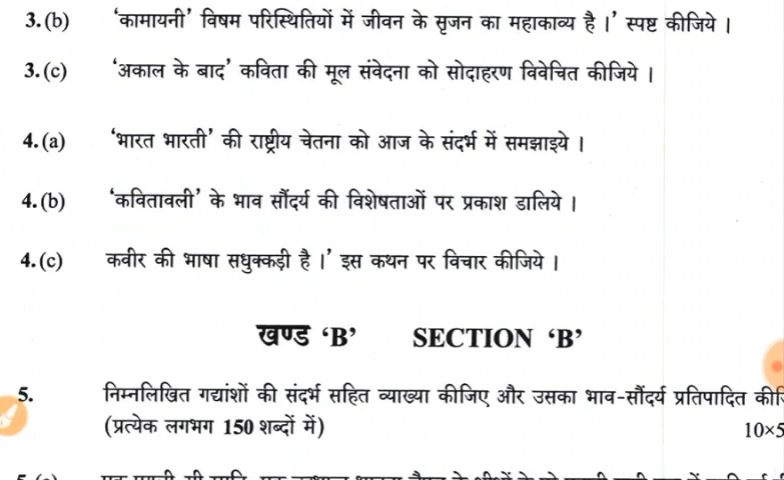 3.(b) 'कामायनी' विषम परिस्थितियों में जीवन के सृजन का महाकाव्य है।' स्पष्ट कीजिये।
3.(c) 'अकाल के बाद' कविता की मूल संवेदना को सोदाहरण विवेचित कीजिये।
4.(a) 'भारत भारती' की राष्ट्रीय चेतना को आज के संदर्भ में समझाइये।
4.(b) 'कवितावली' के भाव सौंदर्य की विशेषताओं पर प्रकाश डालिये।
4.(c) कवीर की भाषा सधुक्कड़ी है।' इस कथन पर विचार कीजिये।
खण्ड 'B' SECTION 'B'
5. निम्नलिखित गद्यांशों की संदर्भ सहित व्याख्या कीजिए और उसका भाव-सौंदर्य प्रतिपादित
(प्रत्येक लगभग 150 शब्दों में) 10×5